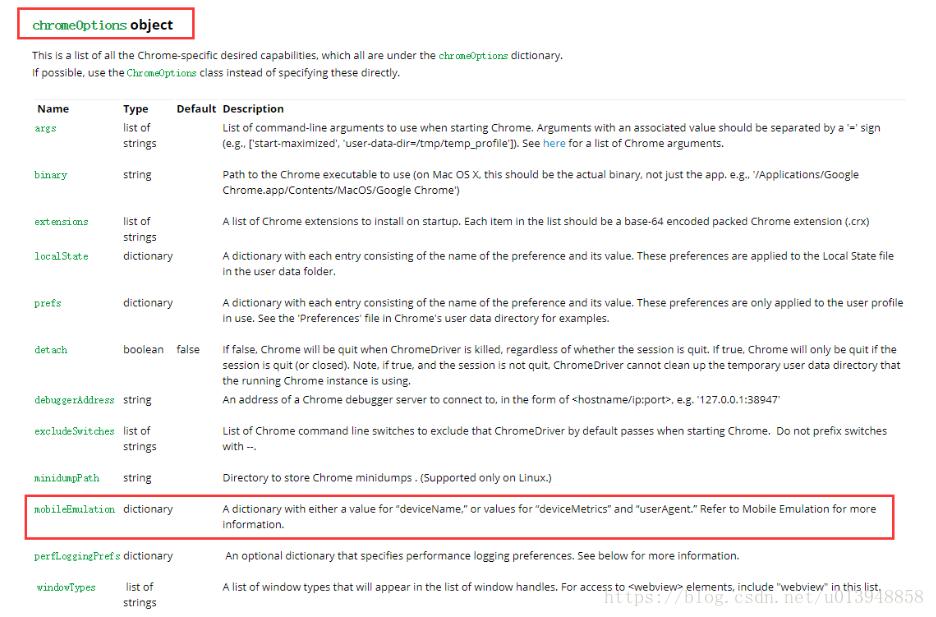 chromeOptions object
This is a list of all the Chrome-specific desired capabilities, which all are under the chromeOptions dictionary.
If possible, use the ChromeOptions class instead of specifying these directly.
Name Type Default Description
args list of strings List of command-line arguments to use when starting Chrome. Arguments with an associated value should be separated by a '=' sign
(e.g., ['start-maximized', 'user-data-dir=/tmp/temp_profile']). See here for a list of Chrome arguments.
binary string Path to the Chrome executable to use (on Mac OS X, this should be the actual binary, not just the app. e.g., '/Applications/Google
Chrome.app/Contents/MacOS/Google Chrome')
extensions list of strings A list of Chrome extensions to install on startup. Each item in the list should be a base-64 encoded packed Chrome extension (.crx)
localState dictionary A dictionary with each entry consisting of the name of the preference and its value. These preferences are applied to the Local State file
in the user data folder.
prefs dictionary A dictionary with each entry consisting of the name of the preference and its value. These preferences are only applied to the user profile
in use. See the 'Preferences' file in Chrome's user data directory for examples.
detach boolean false If false, Chrome will be quit when ChromeDriver is killed, regardless of whether the session is quit. If true, Chrome will only be quit if the
session is quit (or closed). Note, if true, and the session is not quit, ChromeDriver cannot clean up the temporary user data directory that
the running Chrome instance is using.
debuggerAddress string An address of a Chrome debugger server to connect to, in the form of <hostname/ip:port>, e.g. '127.0.0.1:38947'
excludeSwitches list of strings List of Chrome command line switches to exclude that ChromeDriver by default passes when starting Chrome. Do not prefix switches
with --.
minidumpPath string Directory to store Chrome minidumps . (Supported only on Linux.)
mobileEmulation dictionary A dictionary with either a value for “deviceName,” or values for “deviceMetrics” and “userAgent.” Refer to Mobile Emulation for more
information.
perfLoggingPrefs dictionary An optional dictionary that specifies performance logging preferences. See below for more information.
windowTypes list of strings A list of window types that will appear in the list of window handles. For access to <webview> elements, include "webview" in this list.
https://blog.csdn.net/u013948858